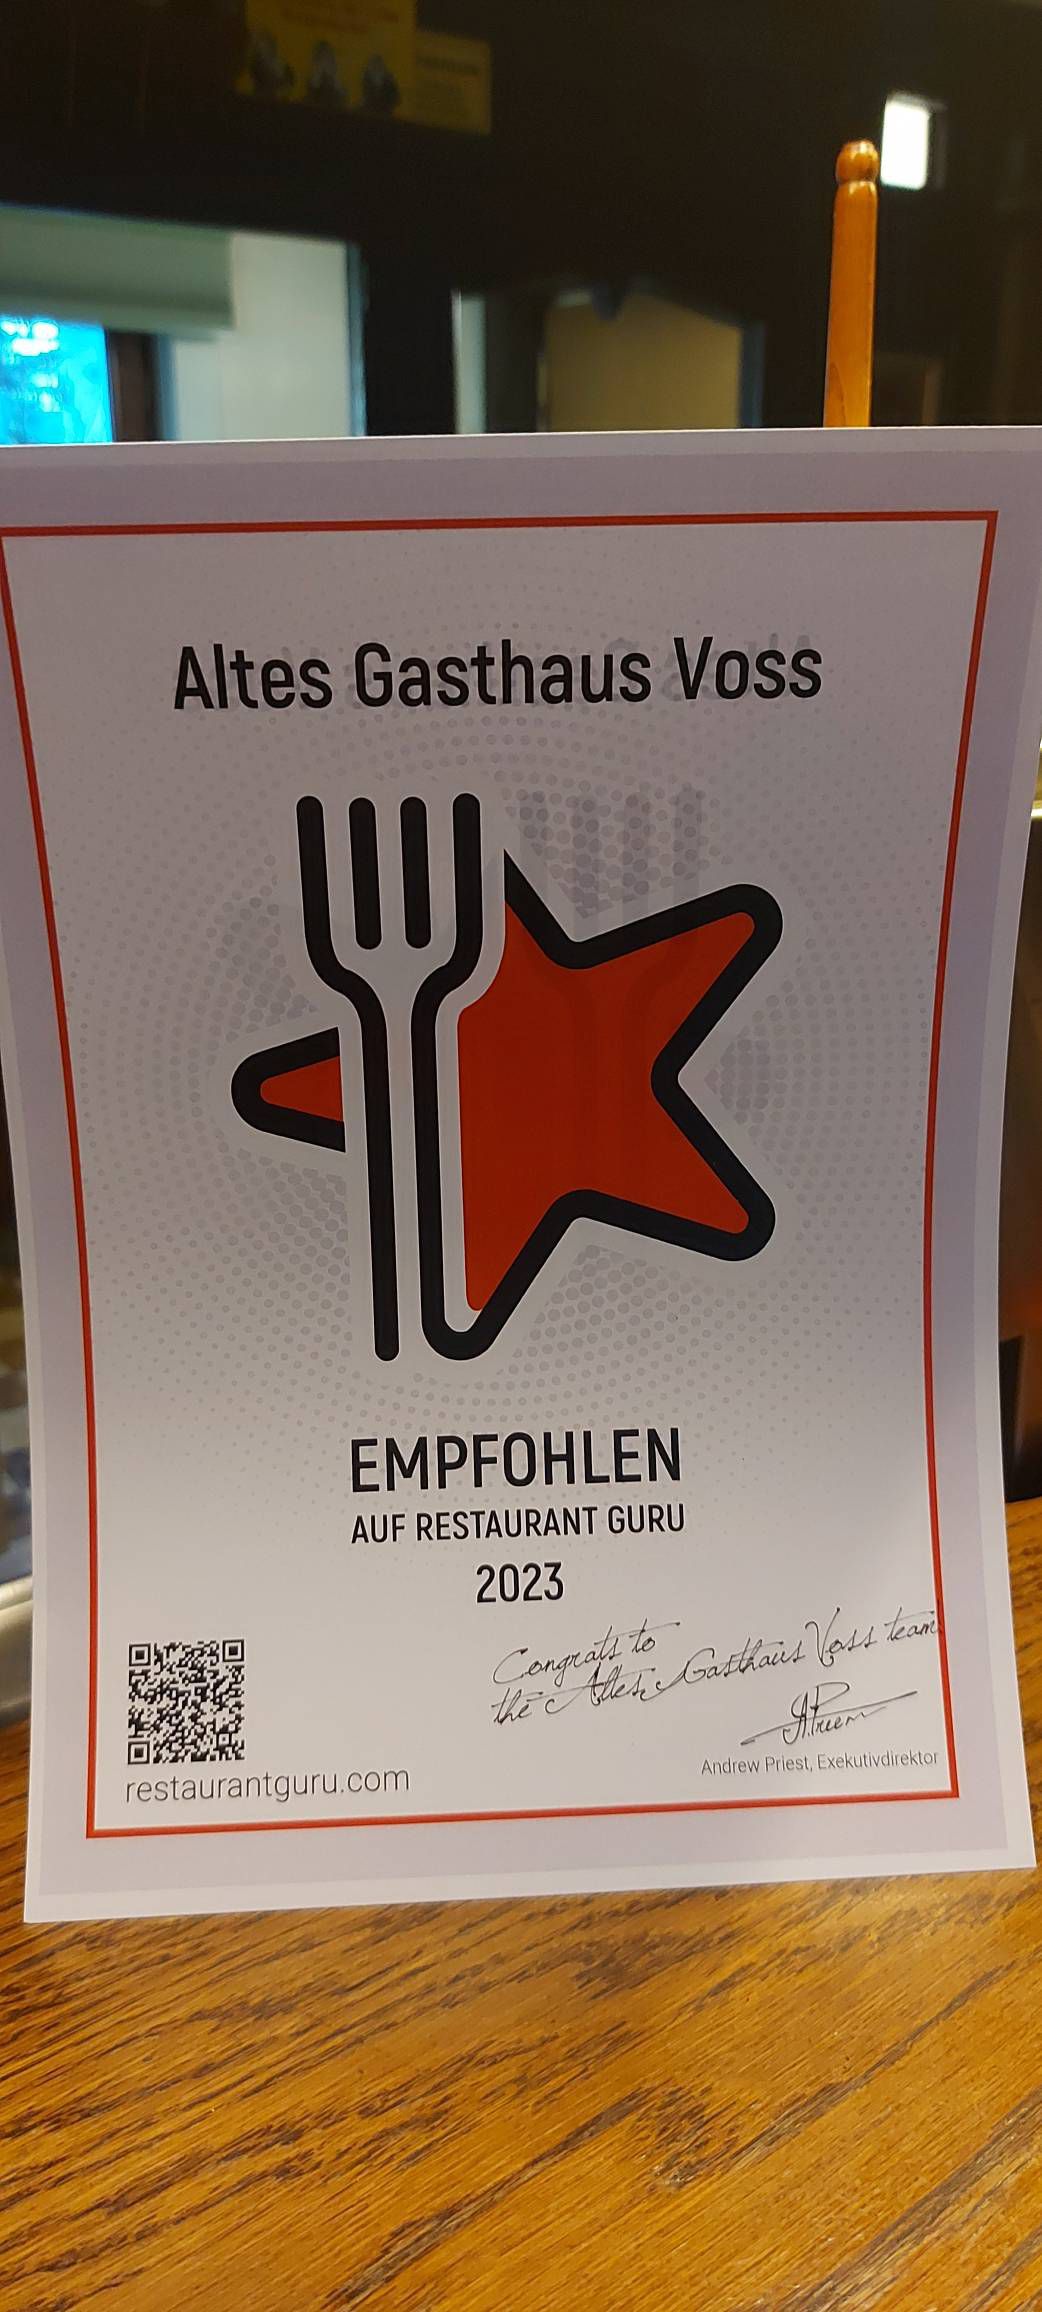 Altes Gasthaus Voss
EMPFOHLEN
AUF RESTAURANT GURU
2023
Congrats to
the Altes Gasthaus Voss team!
restaurantguru.com
Andrew Priest, Exekutivdirektor